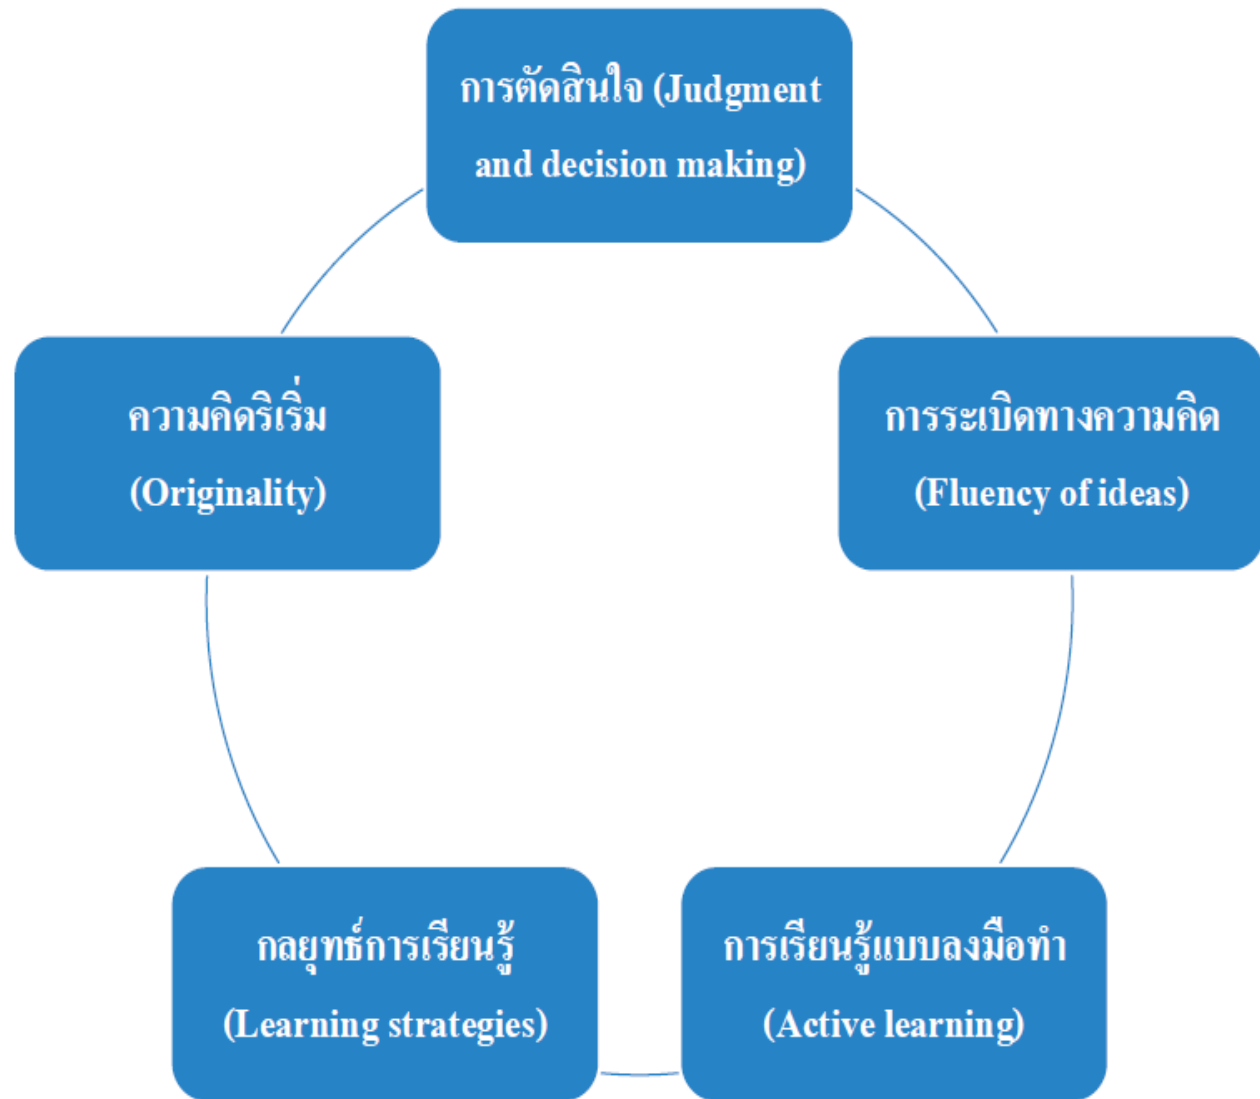 การตัดสินใจ (Judgment
and decision making)
ความคิดริเริ่ม
(Originality)
การระเบิดทางความคิด
(Fluency of ideas)
กลยุทธ์การเรียนรู้
(Learning strategies)
การเรียนรู้แบบลงมือทำ
(Active learning)